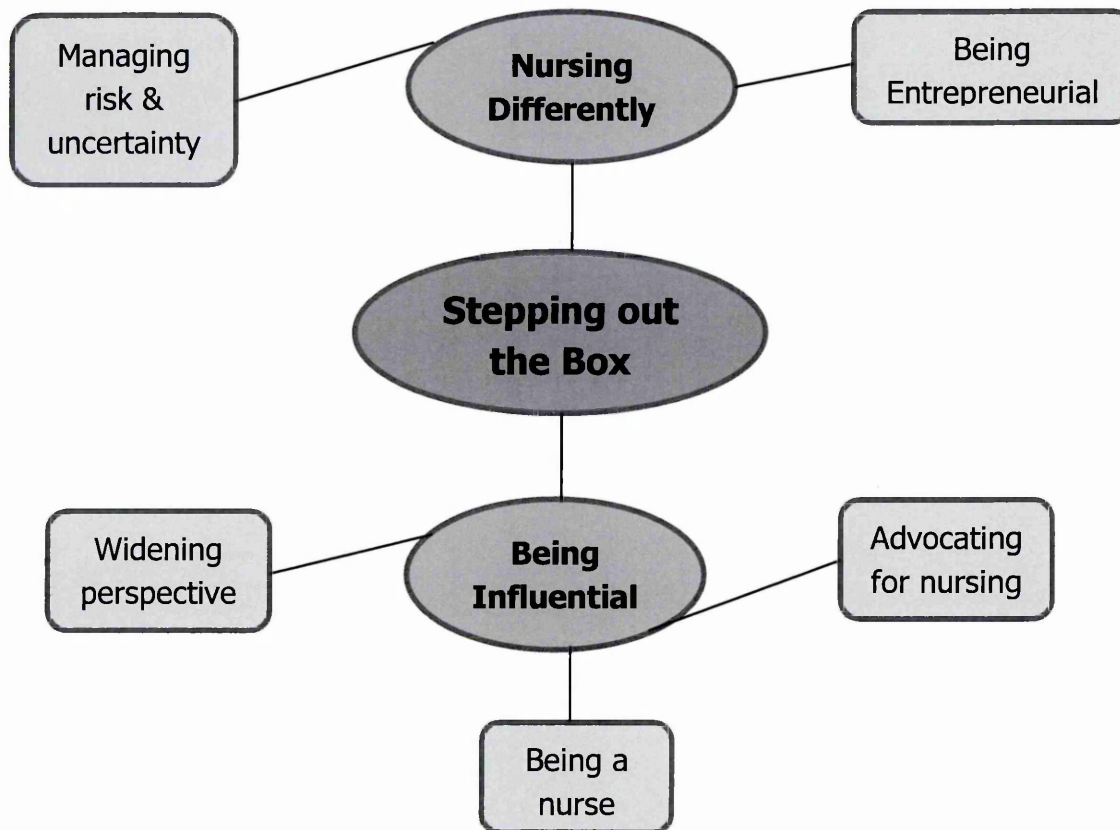 Managing
risk &
uncertainty
Nursing
Differently
Being
Entrepreneurial
Stepping out
the Box
Widening
perspective
Being
Influential
Advocating
for nursing
Being a
nurse